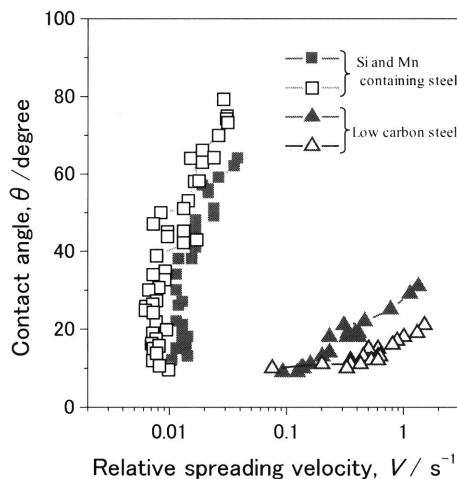 100
80
60
40
20
0
Contact angle, θ / degree
Si and Mn
containing steel
Low carbon steel
0.01 0.1 1
Relative spreading velocity, V / s⁻¹